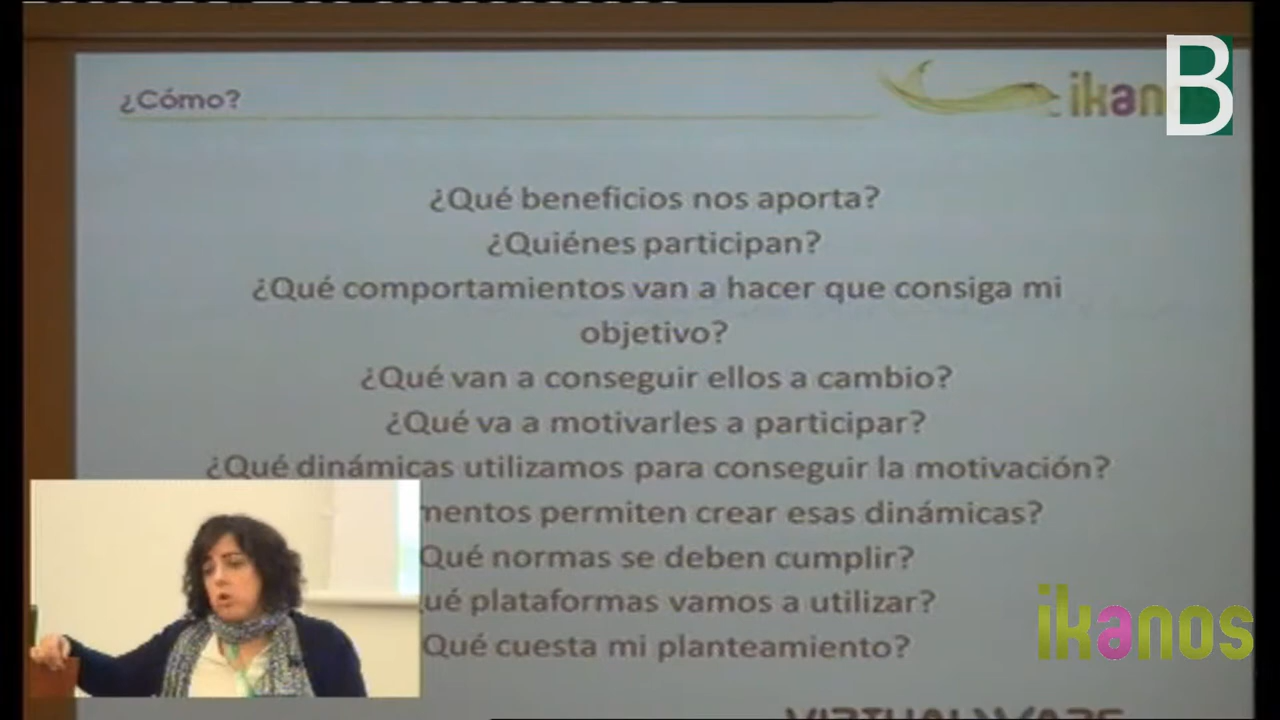 ¿Cómo?
ikan
B
¿Qué beneficios nos aporta?
¿Quiénes participan?
¿Qué comportamientos van a hacer que consiga mi
objetivo?
¿Qué van a conseguir ellos a cambio?
¿Qué va a motivarles a participar?
¿Qué dinámicas utilizamos para conseguir la motivación?
mentos permiten crear esas dinámicas?
Qué normas se deben cumplir?
ué plataformas vamos a utilizar?
Qué cuesta mi planteamiento?
ikanos